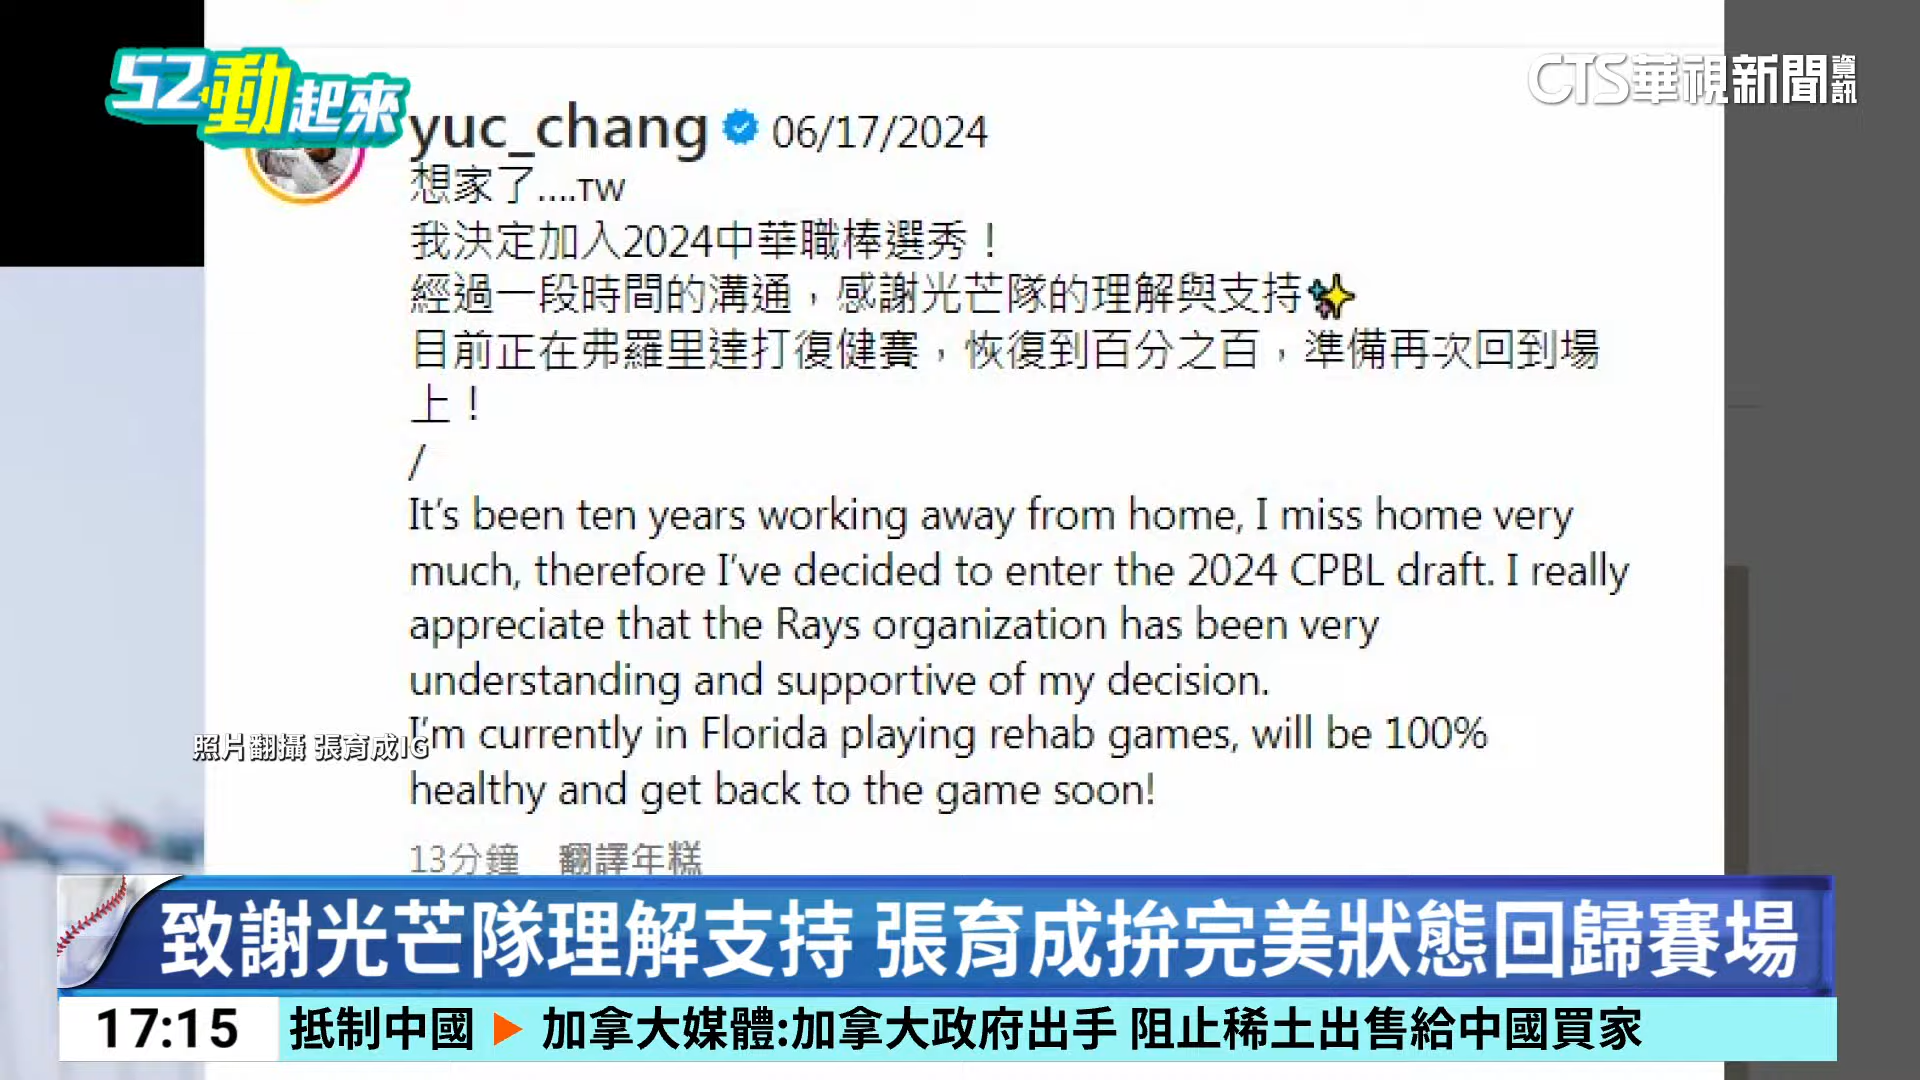 52動起來
CTS華視新聞資訊
yuc_chang 06/17/2024
想家了....TW
我決定加入2024中華職棒選秀！
經過一段時間的溝通，感謝光芒隊的理解與支持✨
目前正在弗羅里達打復健賽，恢復到百分之百，準備再次回到場
上！
/
It’s been ten years working away from home, I miss home very
much, therefore I’ve decided to enter the 2024 CPBL draft. I really
appreciate that the Rays organization has been very
understanding and supportive of my decision.
I’m currently in Florida playing rehab games, will be 100%
照片翻攝 張育成IG
healthy and get back to the game soon!
13分鐘 翻譯年糕
致謝光芒隊理解支持 張育成拚完美狀態回歸賽場
17:15 抵制中國 ▶ 加拿大媒體:加拿大政府出手 阻止稀土出售給中國買家